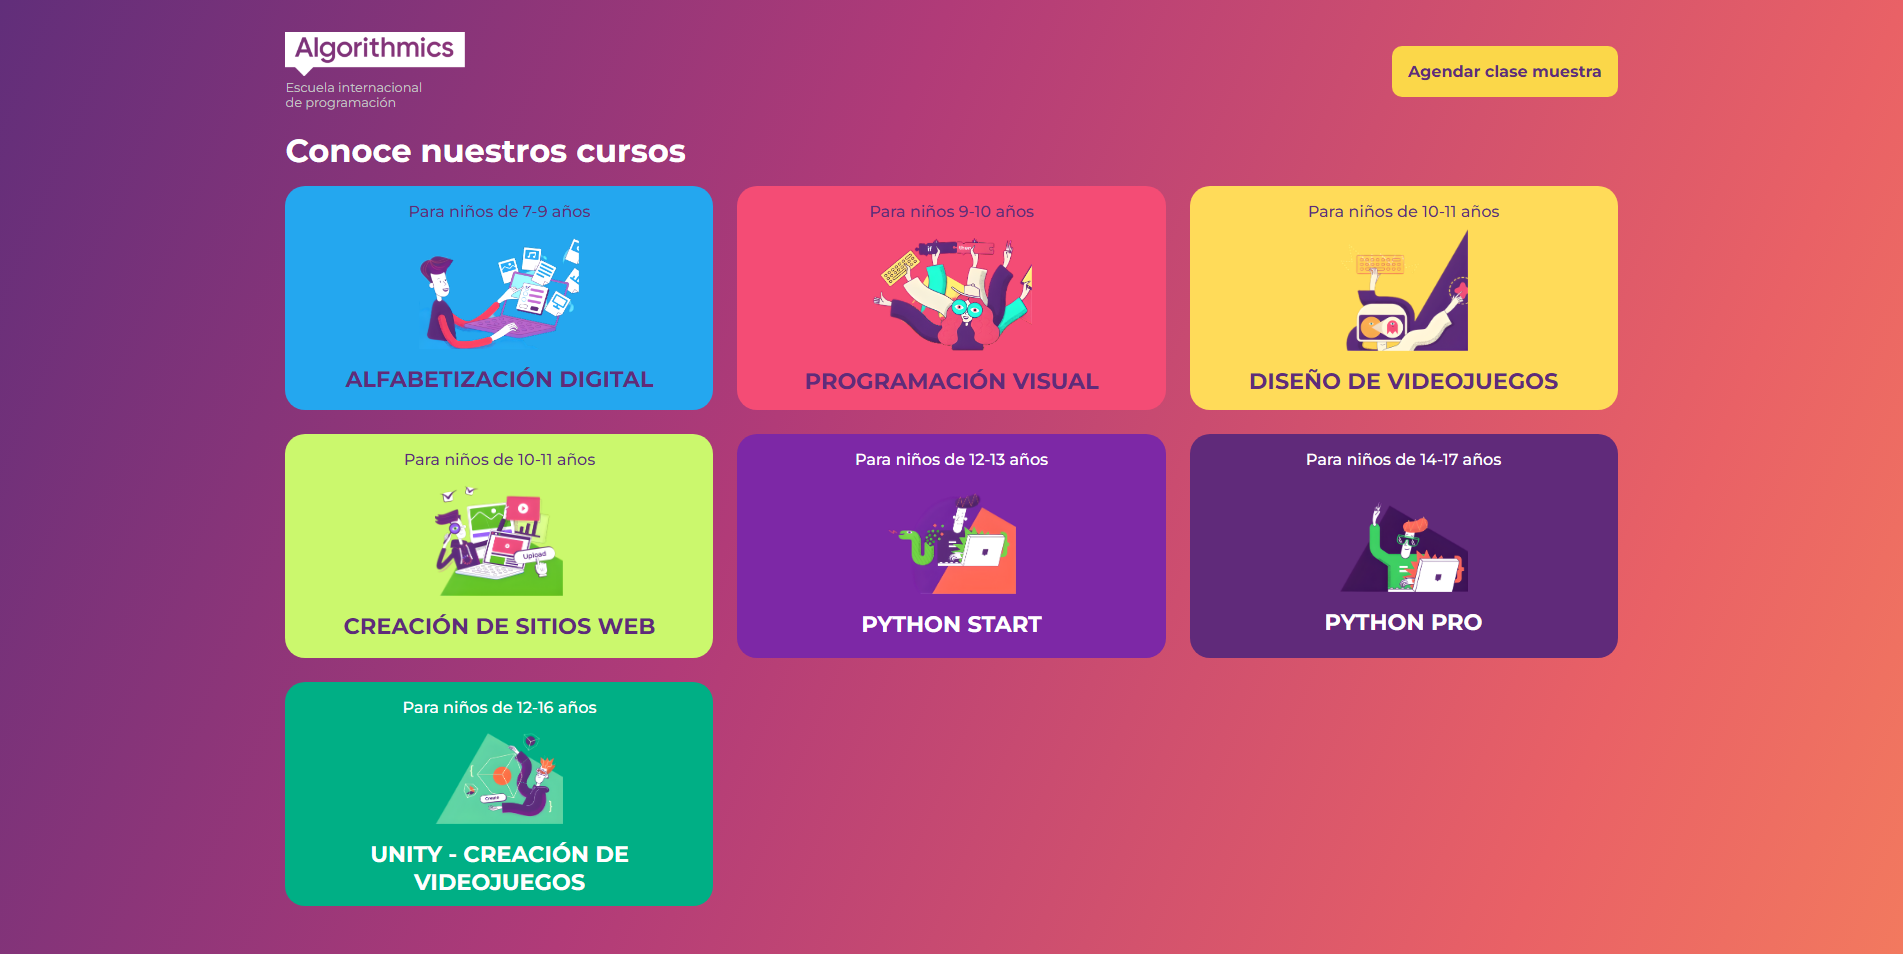 Algorithmics
Escuela internacional
de programación
Agendar clase muestra
Conoce nuestros cursos
Para niños de 7-9 años
ALFABETIZACIÓN DIGITAL
Para niños 9-10 años
PROGRAMACIÓN VISUAL
Para niños de 10-11 años
DISEÑO DE VIDEOJUEGOS
Para niños de 10-11 años
Upload
CREACIÓN DE SITIOS WEB
Para niños de 12-13 años
PYTHON START
Para niños de 14-17 años
PYTHON PRO
Para niños de 12-16 años
Create
UNITY - CREACIÓN DE
VIDEOJUEGOS